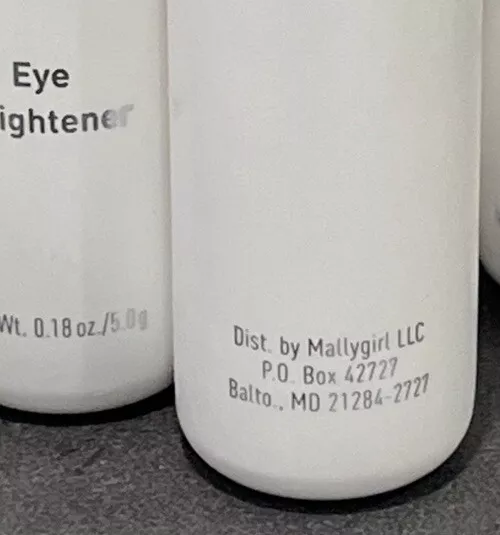 Eye
ightener
Wt. 0.18 oz./5.0g
Dist. by Mallygirl LLC
P.O. Box 42727
Balto., MD 21284-2727